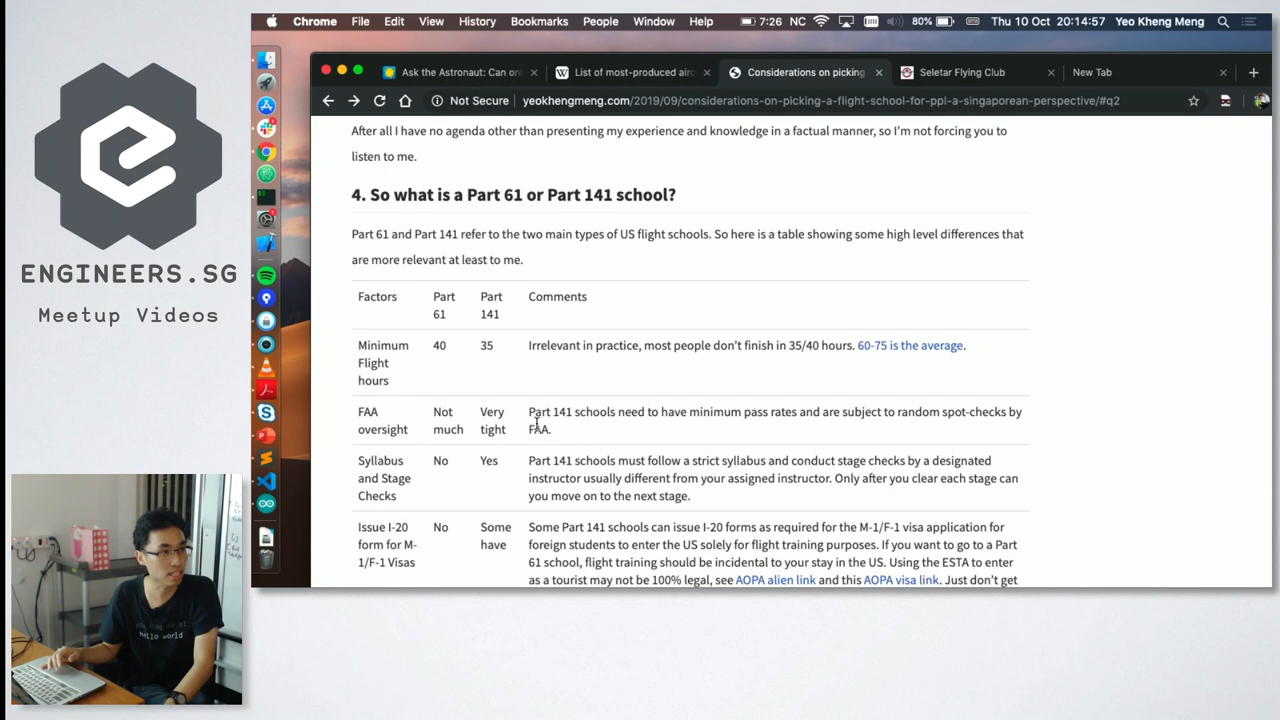 Chrome File Edit View History Bookmarks People Window Help 7:26 NC 80% Thu 10 Oct 20:14:57 Yeo Kheng Meng
Ask the Astronaut: Can on
List of most-produced airc
Considerations on picking
Seletar Flying Club
New Tab
Not Secure yeokhengmeng.com/2019/09/considerations-on-picking-a-flight-school-for-ppl-a-singaporean-perspective/#q2
After all I have no agenda other than presenting my experience and knowledge in a factual manner, so I'm not forcing you to
listen to me.
4. So what is a Part 61 or Part 141 school?
Part 61 and Part 141 refer to the two main types of US flight schools. So here is a table showing some high level differences that
are more relevant at least to me.
Factors
Part
61
Part
141
Comments
Minimum
Flight
hours
40
35
Irrelevant in practice, most people don't finish in 35/40 hours. 60-75 is the average.
FAA
oversight
Not
much
Very
tight
Part 141 schools need to have minimum pass rates and are subject to random spot-checks by
FAA.
Syllabus
and Stage
Checks
No
Yes
Part 141 schools must follow a strict syllabus and conduct stage checks by a designated
instructor usually different from your assigned instructor. Only after you clear each stage can
you move on to the next stage.
Issue I-20
form for M-
1/F-1 Visas
No
Some
have
Some Part 141 schools can issue I-20 forms as required for the M-1/F-1 visa application for
foreign students to enter the US solely for flight training purposes. If you want to go to a Part
61 school, flight training should be incidental to your stay in the US. Using the ESTA to enter
as a tourist may not be 100% legal, see AOPA alien link and this AOPA visa link. Just don't get
ENGINEERS.SG
Meetup Videos
hello world